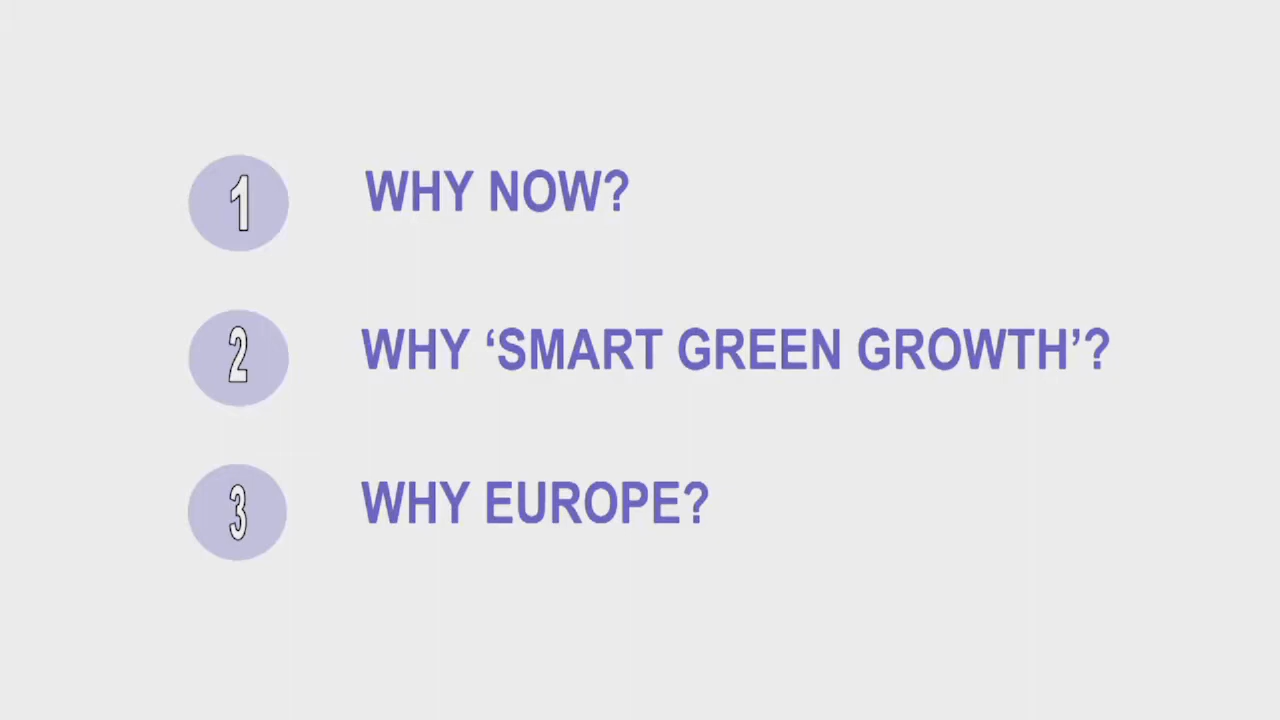 1 WHY NOW?
2 WHY ‘SMART GREEN GROWTH’?
3 WHY EUROPE?